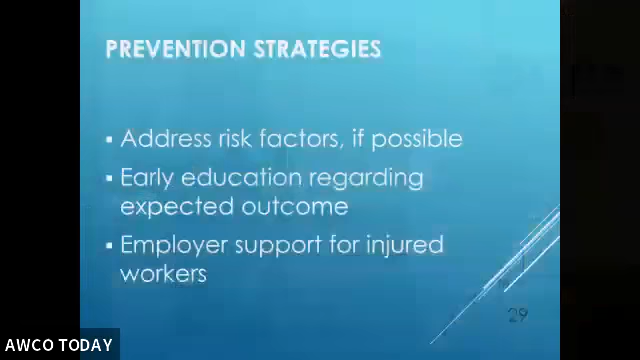 PREVENTION STRATEGIES
▪ Address risk factors, if possible
▪ Early education regarding
expected outcome
▪ Employer support for injured
workers
29
AWCO TODAY